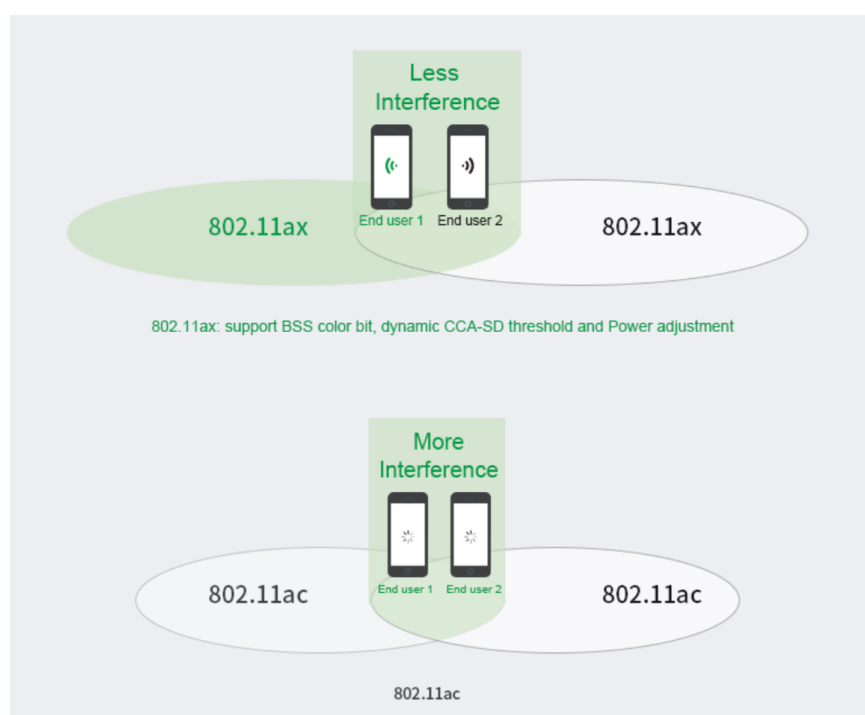 Less
Interference
End user 1
End user 2
802.11ax
802.11ax
802.11ax: support BSS color bit, dynamic CCA-SD threshold and Power adjustment
More
Interference
End user 1
End user 2
802.11ac
802.11ac
802.11ac